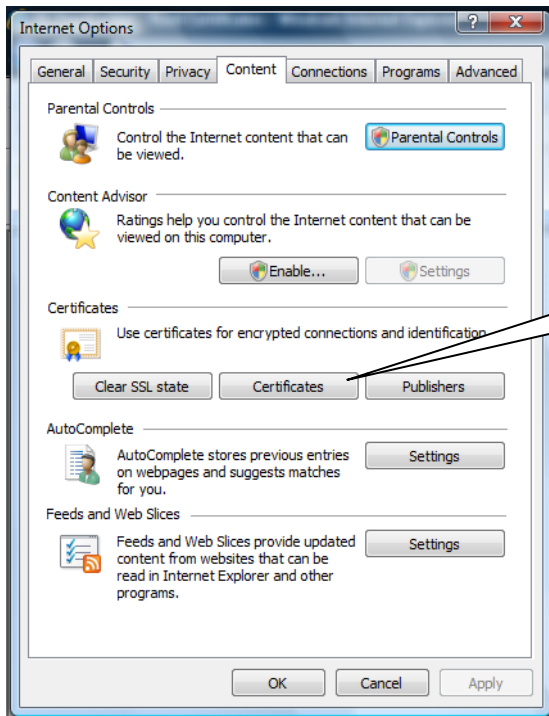 Internet Options
General Security Privacy Content Connections Programs Advanced
Parental Controls
Control the Internet content that can
be viewed.
Parental Controls
Content Advisor
Ratings help you control the Internet content that can be
viewed on this computer.
Enable... Settings
Certificates
Use certificates for encrypted connections and identification.
Clear SSL state Certificates Publishers
AutoComplete
AutoComplete stores previous entries
on webpages and suggests matches
for you.
Settings
Feeds and Web Slices
Feeds and Web Slices provide updated
content from websites that can be
read in Internet Explorer and other
programs.
Settings
OK Cancel Apply